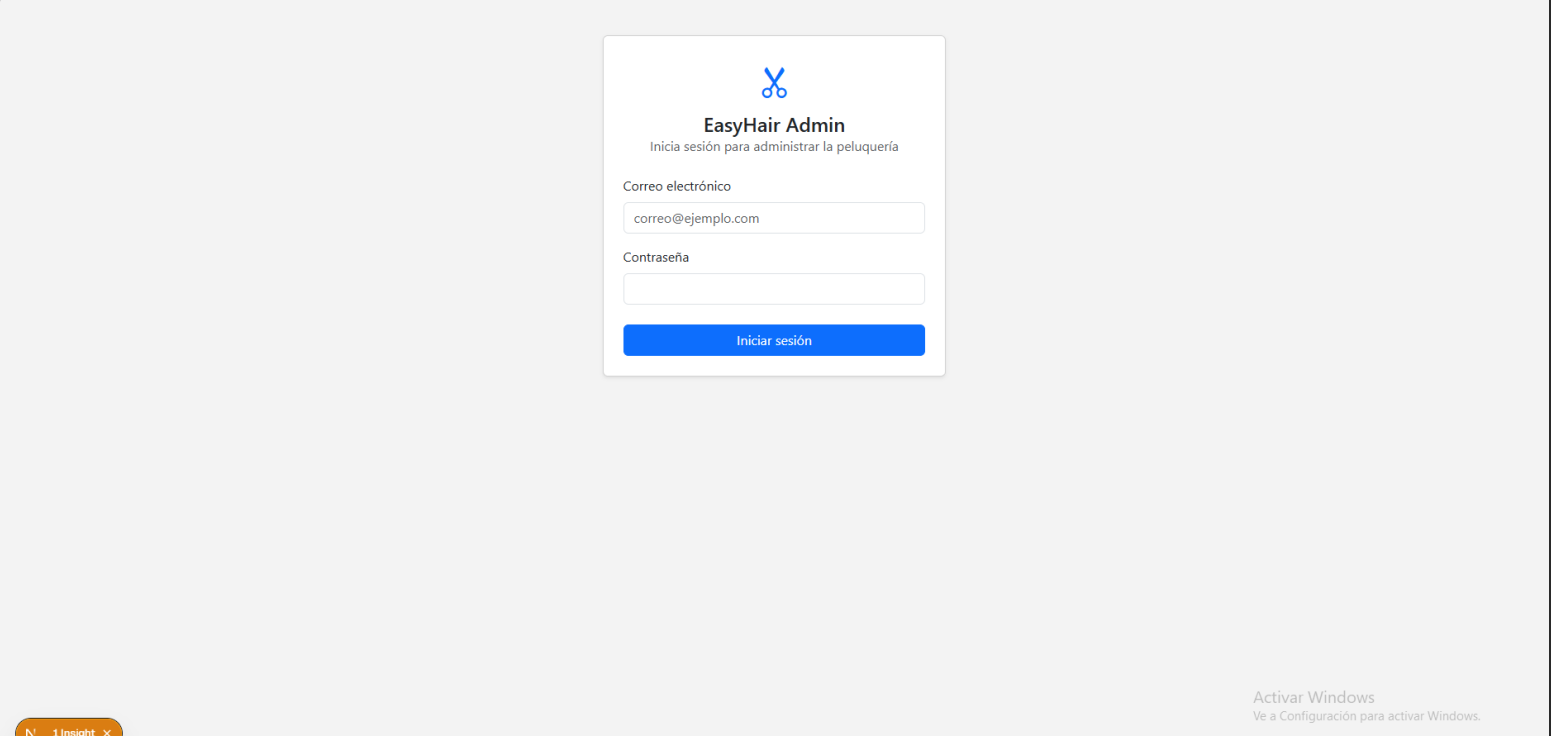 EasyHair Admin
Inicia sesión para administrar la peluquería
Correo electrónico
correo@ejemplo.com
Contraseña
Iniciar sesión
Activar Windows
Ve a Configuración para activar Windows.
N 1 Insight ×